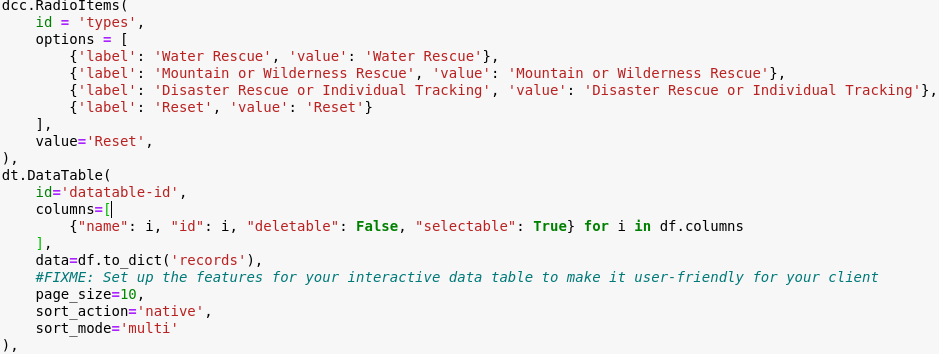 dcc.RadioItems(
    id = 'types',
    options = [
        {'label': 'Water Rescue', 'value': 'Water Rescue'},
        {'label': 'Mountain or Wilderness Rescue', 'value': 'Mountain or Wilderness Rescue'},
        {'label': 'Disaster Rescue or Individual Tracking', 'value': 'Disaster Rescue or Individual Tracking'},
        {'label': 'Reset', 'value': 'Reset'}
    ],
    value='Reset',
),
dt.DataTable(
    id='datatable-id',
    columns=[
        {"name": i, "id": i, "deletable": False, "selectable": True} for i in df.columns
    ],
    data=df.to_dict('records'),
    #FIXME: Set up the features for your interactive data table to make it user-friendly for your client
    page_size=10,
    sort_action='native',
    sort_mode='multi'
),